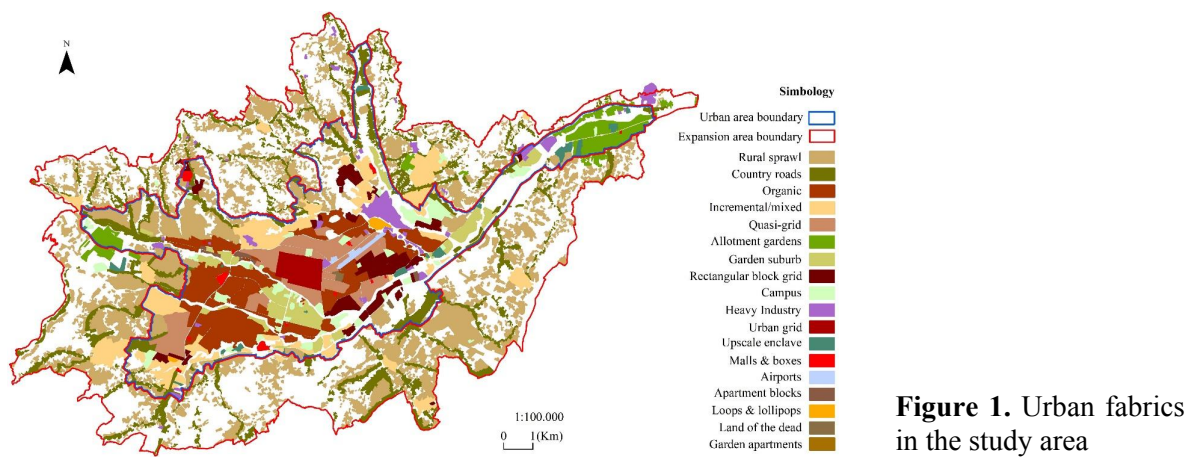 N
Simbology
Urban area boundary
Expansion area boundary
Rural sprawl
Country roads
Organic
Incremental/mixed
Quasi-grid
Allotment gardens
Garden suburb
Rectangular block grid
Campus
Heavy Industry
Urban grid
Upscale enclave
Malls & boxes
Airports
Apartment blocks
Loops & lollipops
Land of the dead
Garden apartments
1:100.000
0 1(Km)
Figure 1. Urban fabrics
in the study area